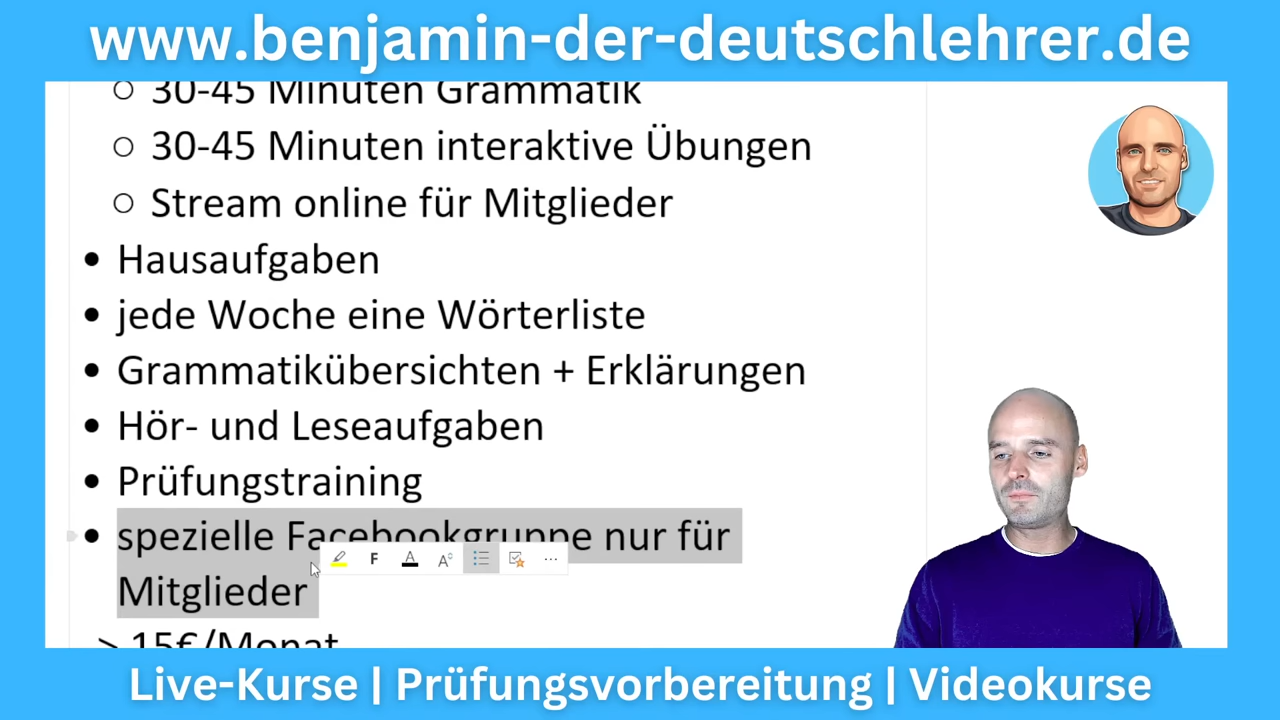 www.benjamin-der-deutschlehrer.de
30-45 Minuten Grammatik
30-45 Minuten interaktive Übungen
Stream online für Mitglieder
Hausaufgaben
jede Woche eine Wörterliste
Grammatikübersichten + Erklärungen
Hör- und Leseaufgaben
Prüfungstraining
spezielle Facebookgruppe nur für
F A A
Mitglieder
> 15€/Monat
Live-Kurse | Prüfungsvorbereitung | Videokurse